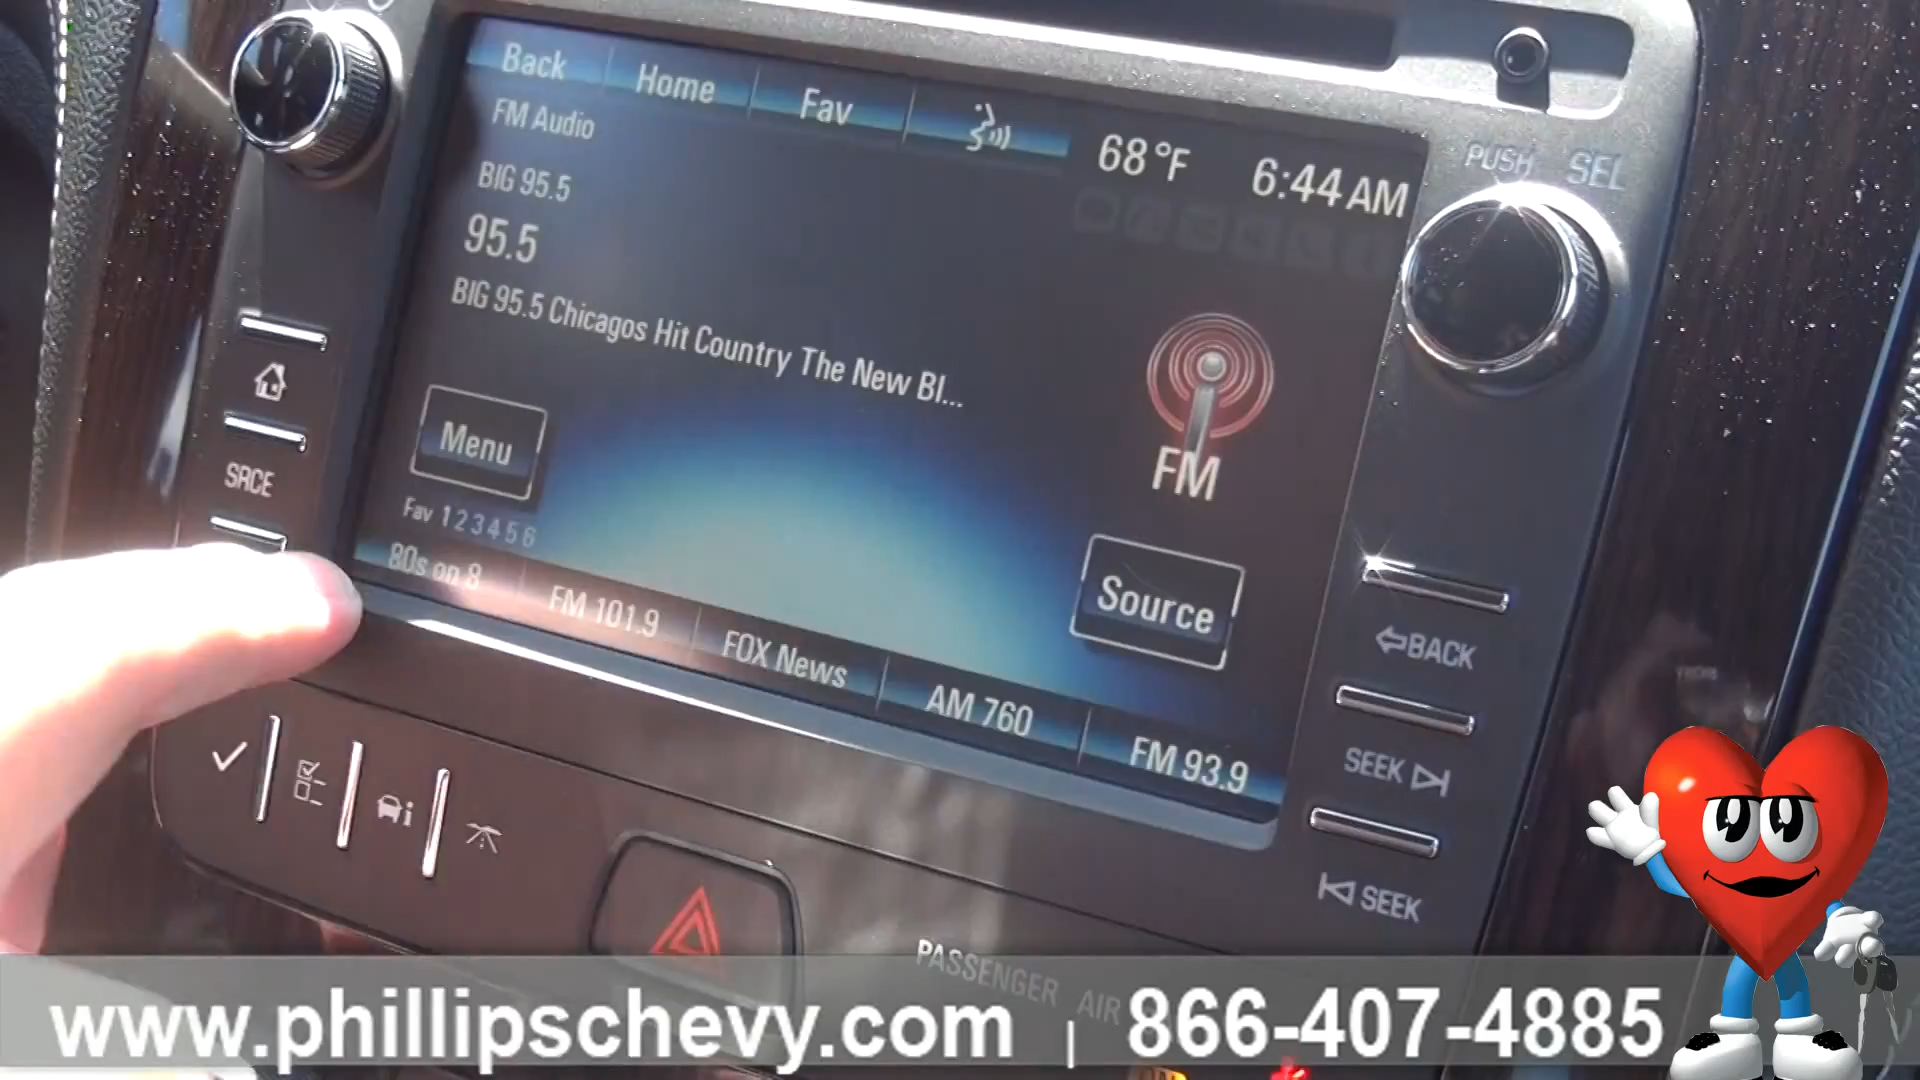 Back Home Fav
68°F 6:44 AM
FM Audio
BIG 95.5
95.5
BIG 95.5 Chicagos Hit Country The New Bl...
FM
Menu
Source
Fav 1 2 3 4 5 6
80s on 8 FM 101.9 FOX News AM 760 FM 93.9
PUSH SEL
SRCE
BACK
SEEK
SEEK
i
PASSENGER AIR
www.phillipschevy.com | 866-407-4885